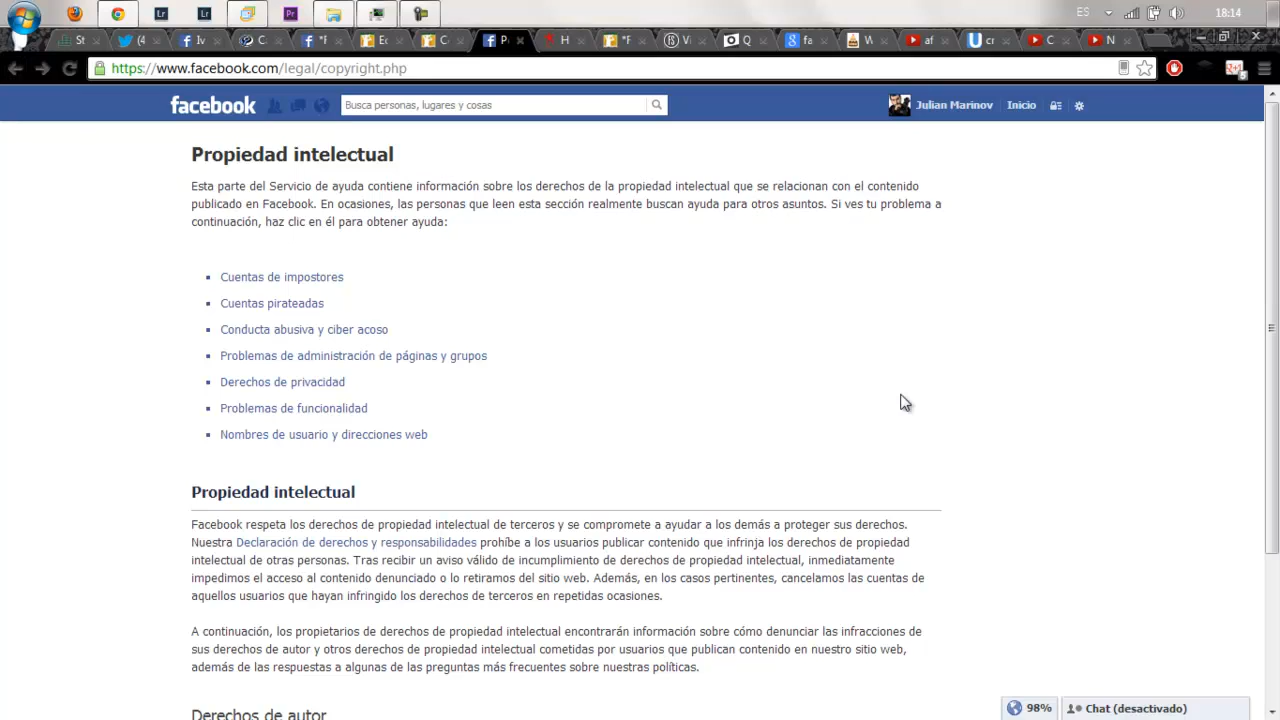 Lr Lr Pr ES 18:14
St (4 Iv C "f Ec C P H "F Vi Q fa W af cr C N
https://www.facebook.com/legal/copyright.php
facebook Busca personas, lugares y cosas Julian Marinov Inicio
Propiedad intelectual
Esta parte del Servicio de ayuda contiene información sobre los derechos de la propiedad intelectual que se relacionan con el contenido
publicado en Facebook. En ocasiones, las personas que leen esta sección realmente buscan ayuda para otros asuntos. Si ves tu problema a
continuación, haz clic en él para obtener ayuda:
Cuentas de impostores
Cuentas pirateadas
Conducta abusiva y ciber acoso
Problemas de administración de páginas y grupos
Derechos de privacidad
Problemas de funcionalidad
Nombres de usuario y direcciones web
Propiedad intelectual
Facebook respeta los derechos de propiedad intelectual de terceros y se compromete a ayudar a los demás a proteger sus derechos.
Nuestra Declaración de derechos y responsabilidades prohíbe a los usuarios publicar contenido que infrinja los derechos de propiedad
intelectual de otras personas. Tras recibir un aviso válido de incumplimiento de derechos de propiedad intelectual, inmediatamente
impedimos el acceso al contenido denunciado o lo retiramos del sitio web. Además, en los casos pertinentes, cancelamos las cuentas de
aquellos usuarios que hayan infringido los derechos de terceros en repetidas ocasiones.
A continuación, los propietarios de derechos de propiedad intelectual encontrarán información sobre cómo denunciar las infracciones de
sus derechos de autor y otros derechos de propiedad intelectual cometidas por usuarios que publican contenido en nuestro sitio web,
además de las respuestas a algunas de las preguntas más frecuentes sobre nuestras políticas.
Derechos de autor
98% Chat (desactivado)